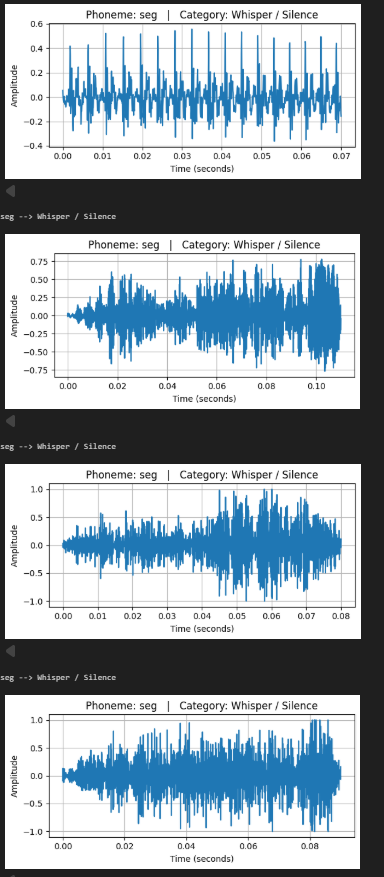 Phoneme: seg | Category: Whisper / Silence
Amplitude
0.6
0.4
0.2
0.0
−0.2
−0.4
0.00 0.01 0.02 0.03 0.04 0.05 0.06 0.07
Time (seconds)
seg --> Whisper / Silence
Phoneme: seg | Category: Whisper / Silence
Amplitude
0.75
0.50
0.25
0.00
−0.25
−0.50
−0.75
0.00 0.02 0.04 0.06 0.08 0.10
Time (seconds)
seg --> Whisper / Silence
Phoneme: seg | Category: Whisper / Silence
Amplitude
1.0
0.5
0.0
−0.5
−1.0
0.00 0.01 0.02 0.03 0.04 0.05 0.06 0.07 0.08
Time (seconds)
seg --> Whisper / Silence
Phoneme: seg | Category: Whisper / Silence
Amplitude
1.0
0.5
0.0
−0.5
−1.0
0.00 0.02 0.04 0.06 0.08
Time (seconds)